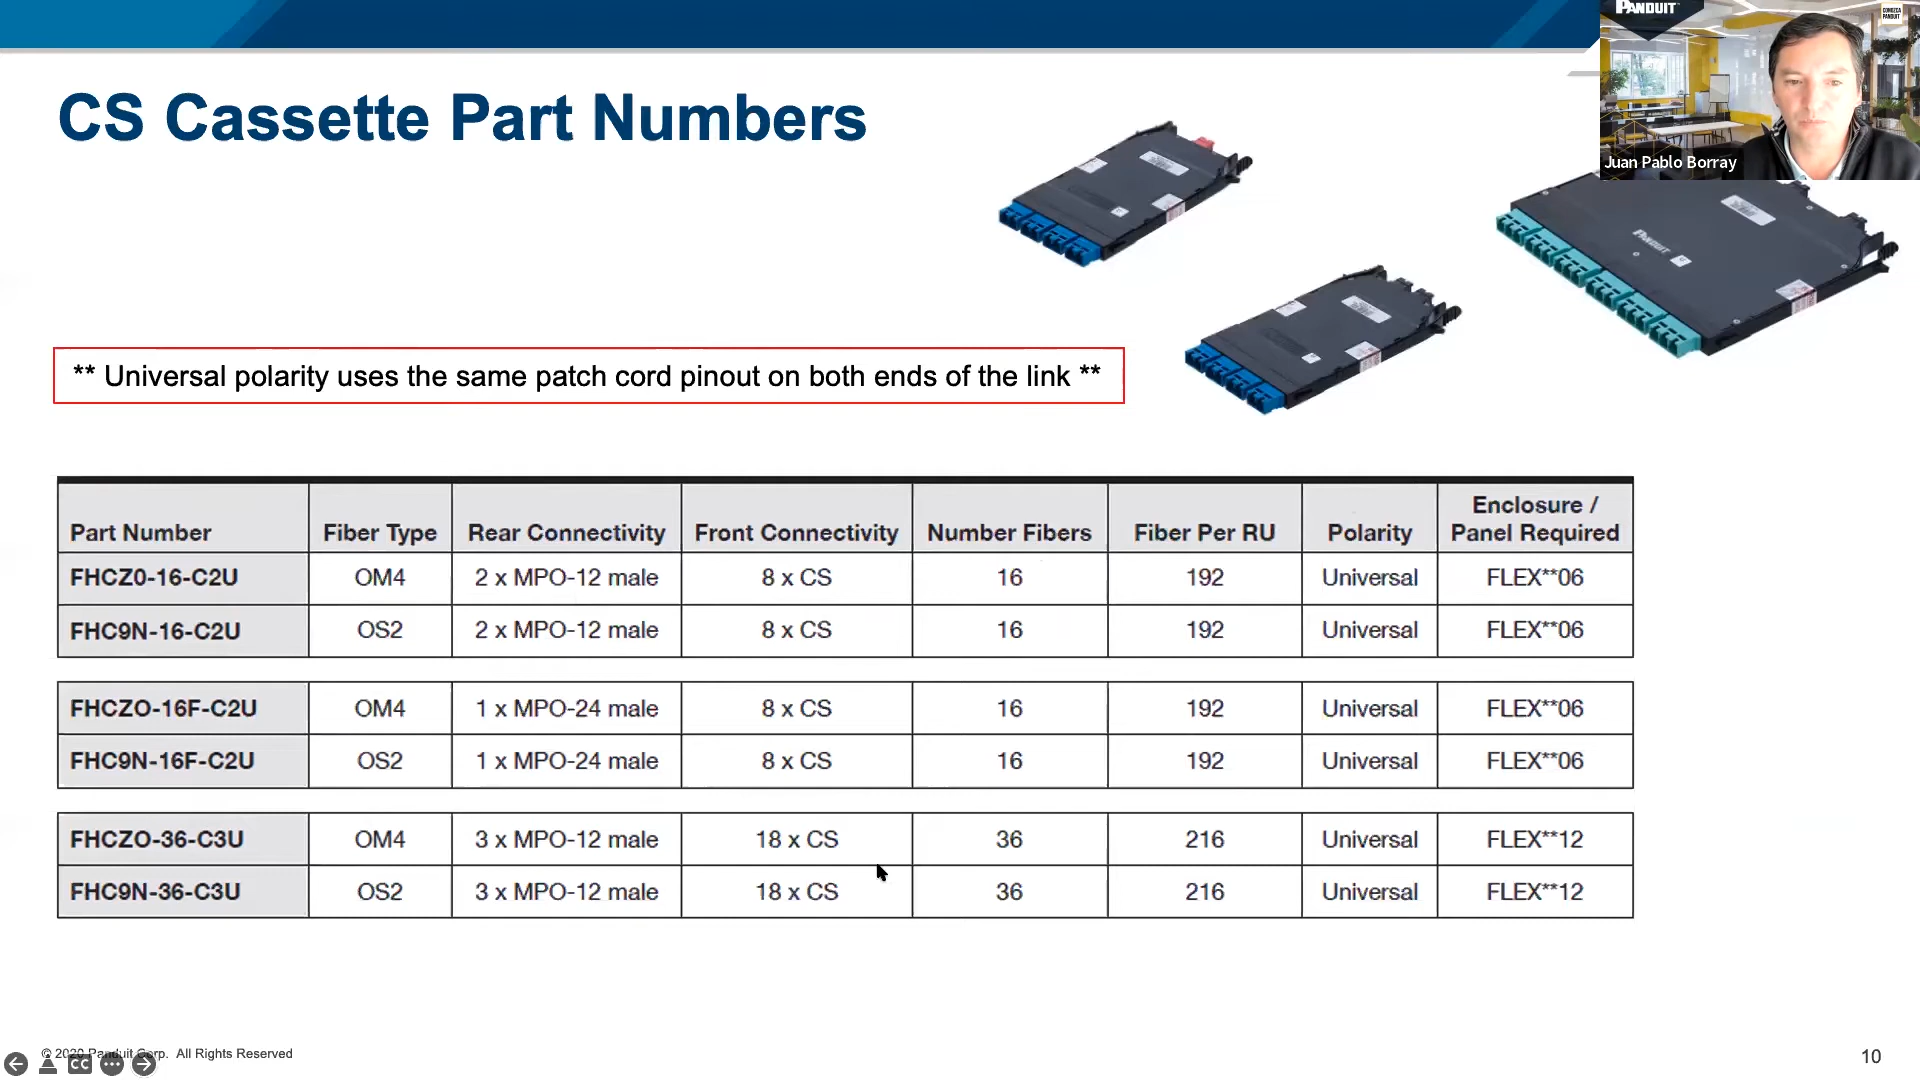 PANDUIT
CONOZCA
PANDUIT
Juan Pablo Borray
CS Cassette Part Numbers
PANDUIT
** Universal polarity uses the same patch cord pinout on both ends of the link **
Part Number Fiber Type Rear Connectivity Front Connectivity Number Fibers Fiber Per RU Polarity Enclosure / Panel Required
FHCZ0-16-C2U OM4 2 x MPO-12 male 8 x CS 16 192 Universal FLEX**06
FHC9N-16-C2U OS2 2 x MPO-12 male 8 x CS 16 192 Universal FLEX**06
FHCZO-16F-C2U OM4 1 x MPO-24 male 8 x CS 16 192 Universal FLEX**06
FHC9N-16F-C2U OS2 1 x MPO-24 male 8 x CS 16 192 Universal FLEX**06
FHCZO-36-C3U OM4 3 x MPO-12 male 18 x CS 36 216 Universal FLEX**12
FHC9N-36-C3U OS2 3 x MPO-12 male 18 x CS 36 216 Universal FLEX**12
© 2020 Panduit Corp. All Rights Reserved
CC
10